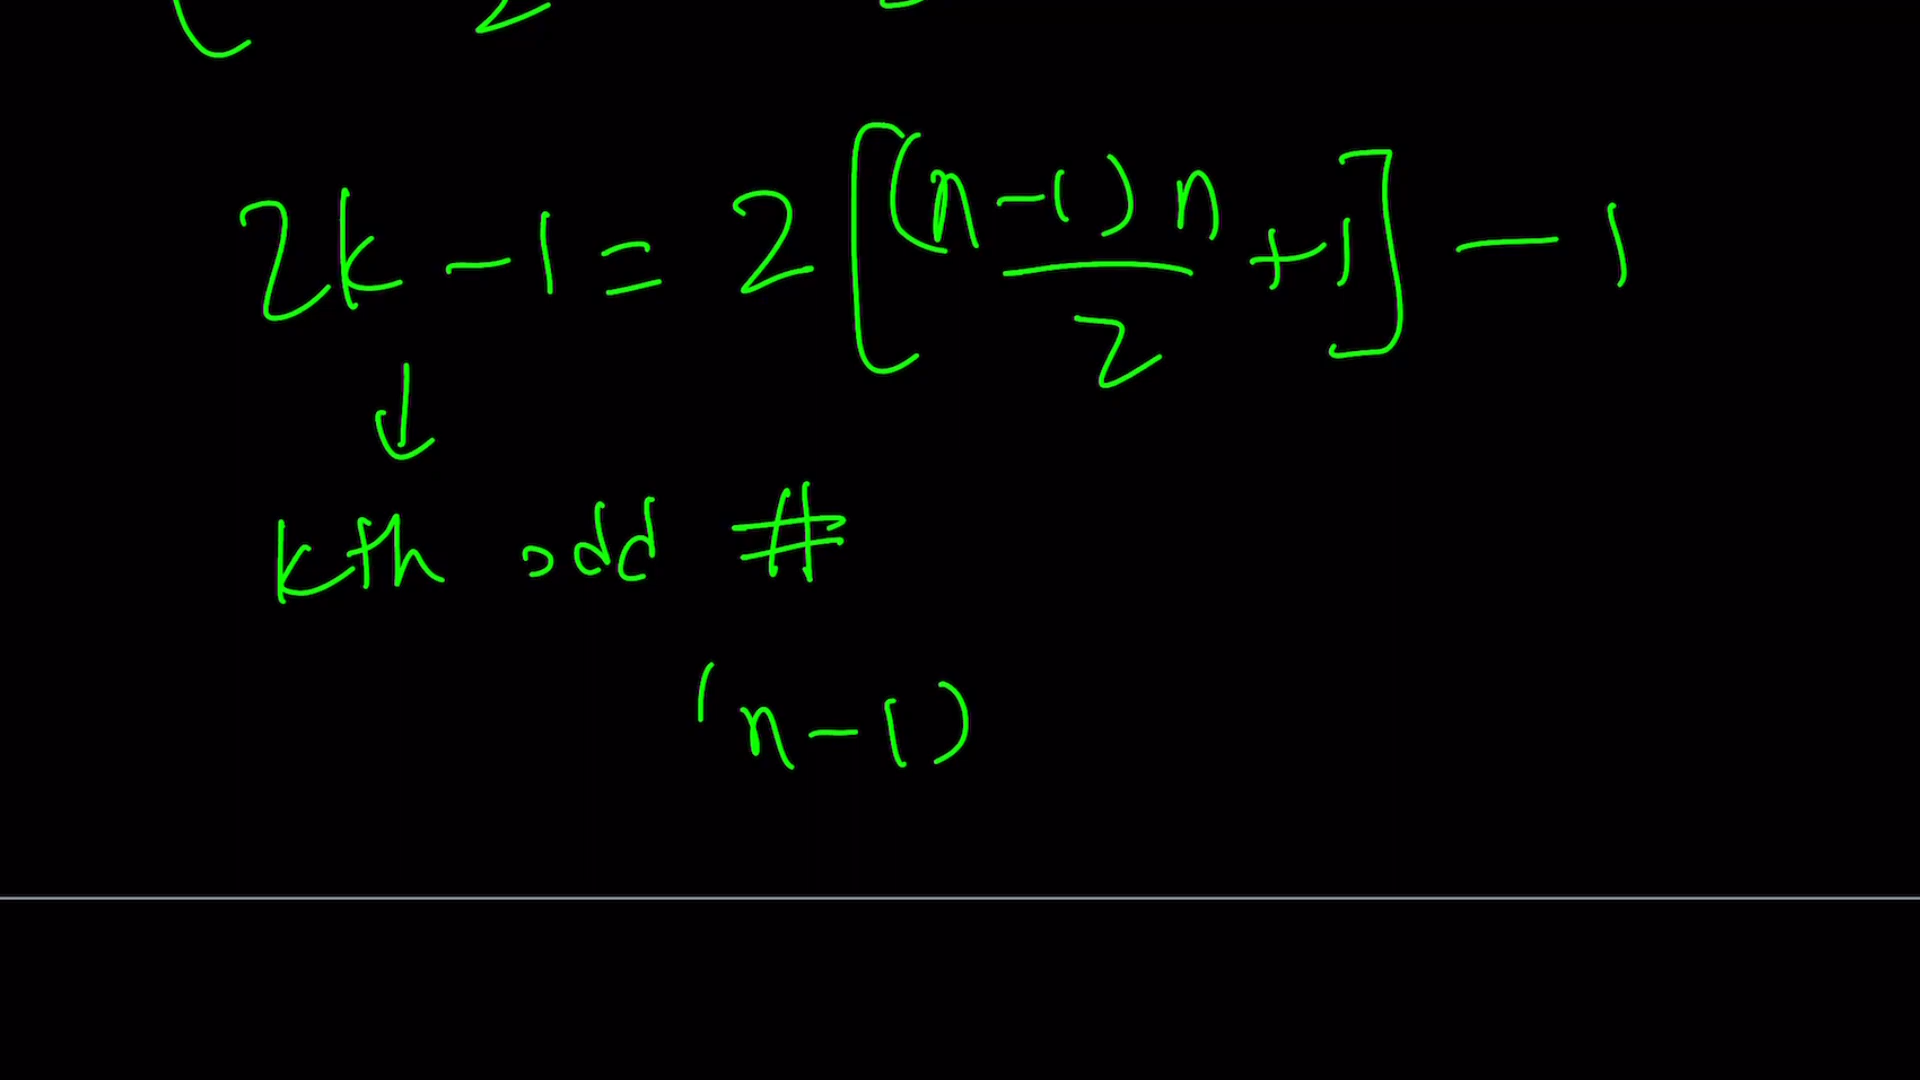 2k - 1 = 2 [ (n-1) n / 2 + 1 ] - 1
↓
kth odd #
(n-1)